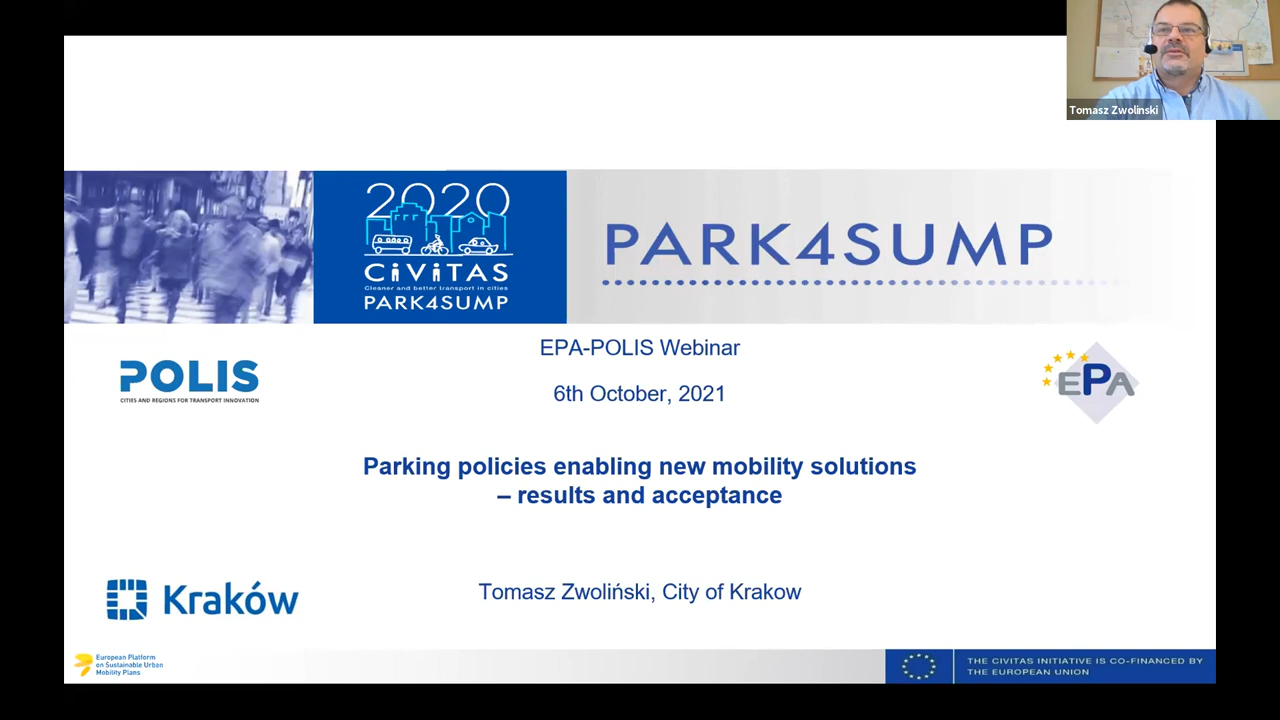 Tomasz Zwolinski
2020
CIVITAS
Cleaner and better transport in cities
PARK4SUMP
PARK4SUMP
EPA-POLIS Webinar
POLIS
CITIES AND REGIONS FOR TRANSPORT INNOVATION
EPA
6th October, 2021
Parking policies enabling new mobility solutions
– results and acceptance
Kraków
Tomasz Zwoliński, City of Krakow
European Platform
on Sustainable Urban
Mobility Plans
THE CIVITAS INITIATIVE IS CO-FINANCED BY
THE EUROPEAN UNION